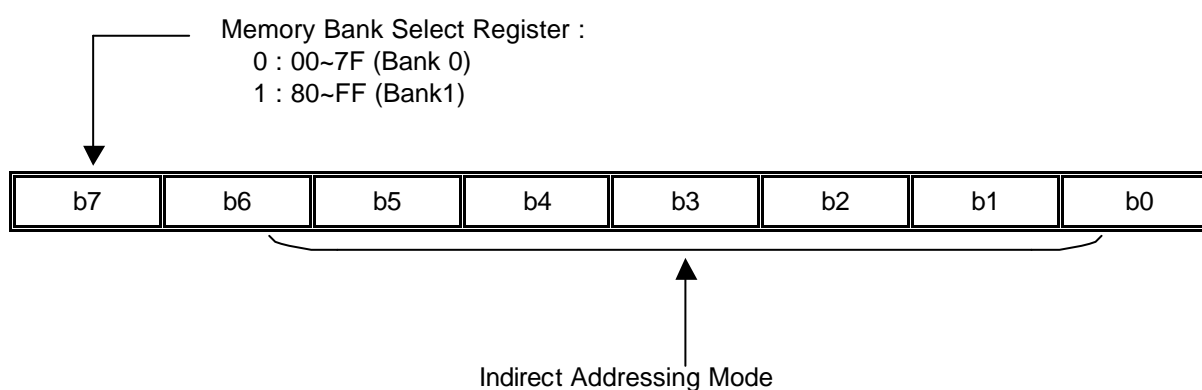 Memory Bank Select Register :
0 : 00~7F (Bank 0)
1 : 80~FF (Bank1)
b7 b6 b5 b4 b3 b2 b1 b0
Indirect Addressing Mode